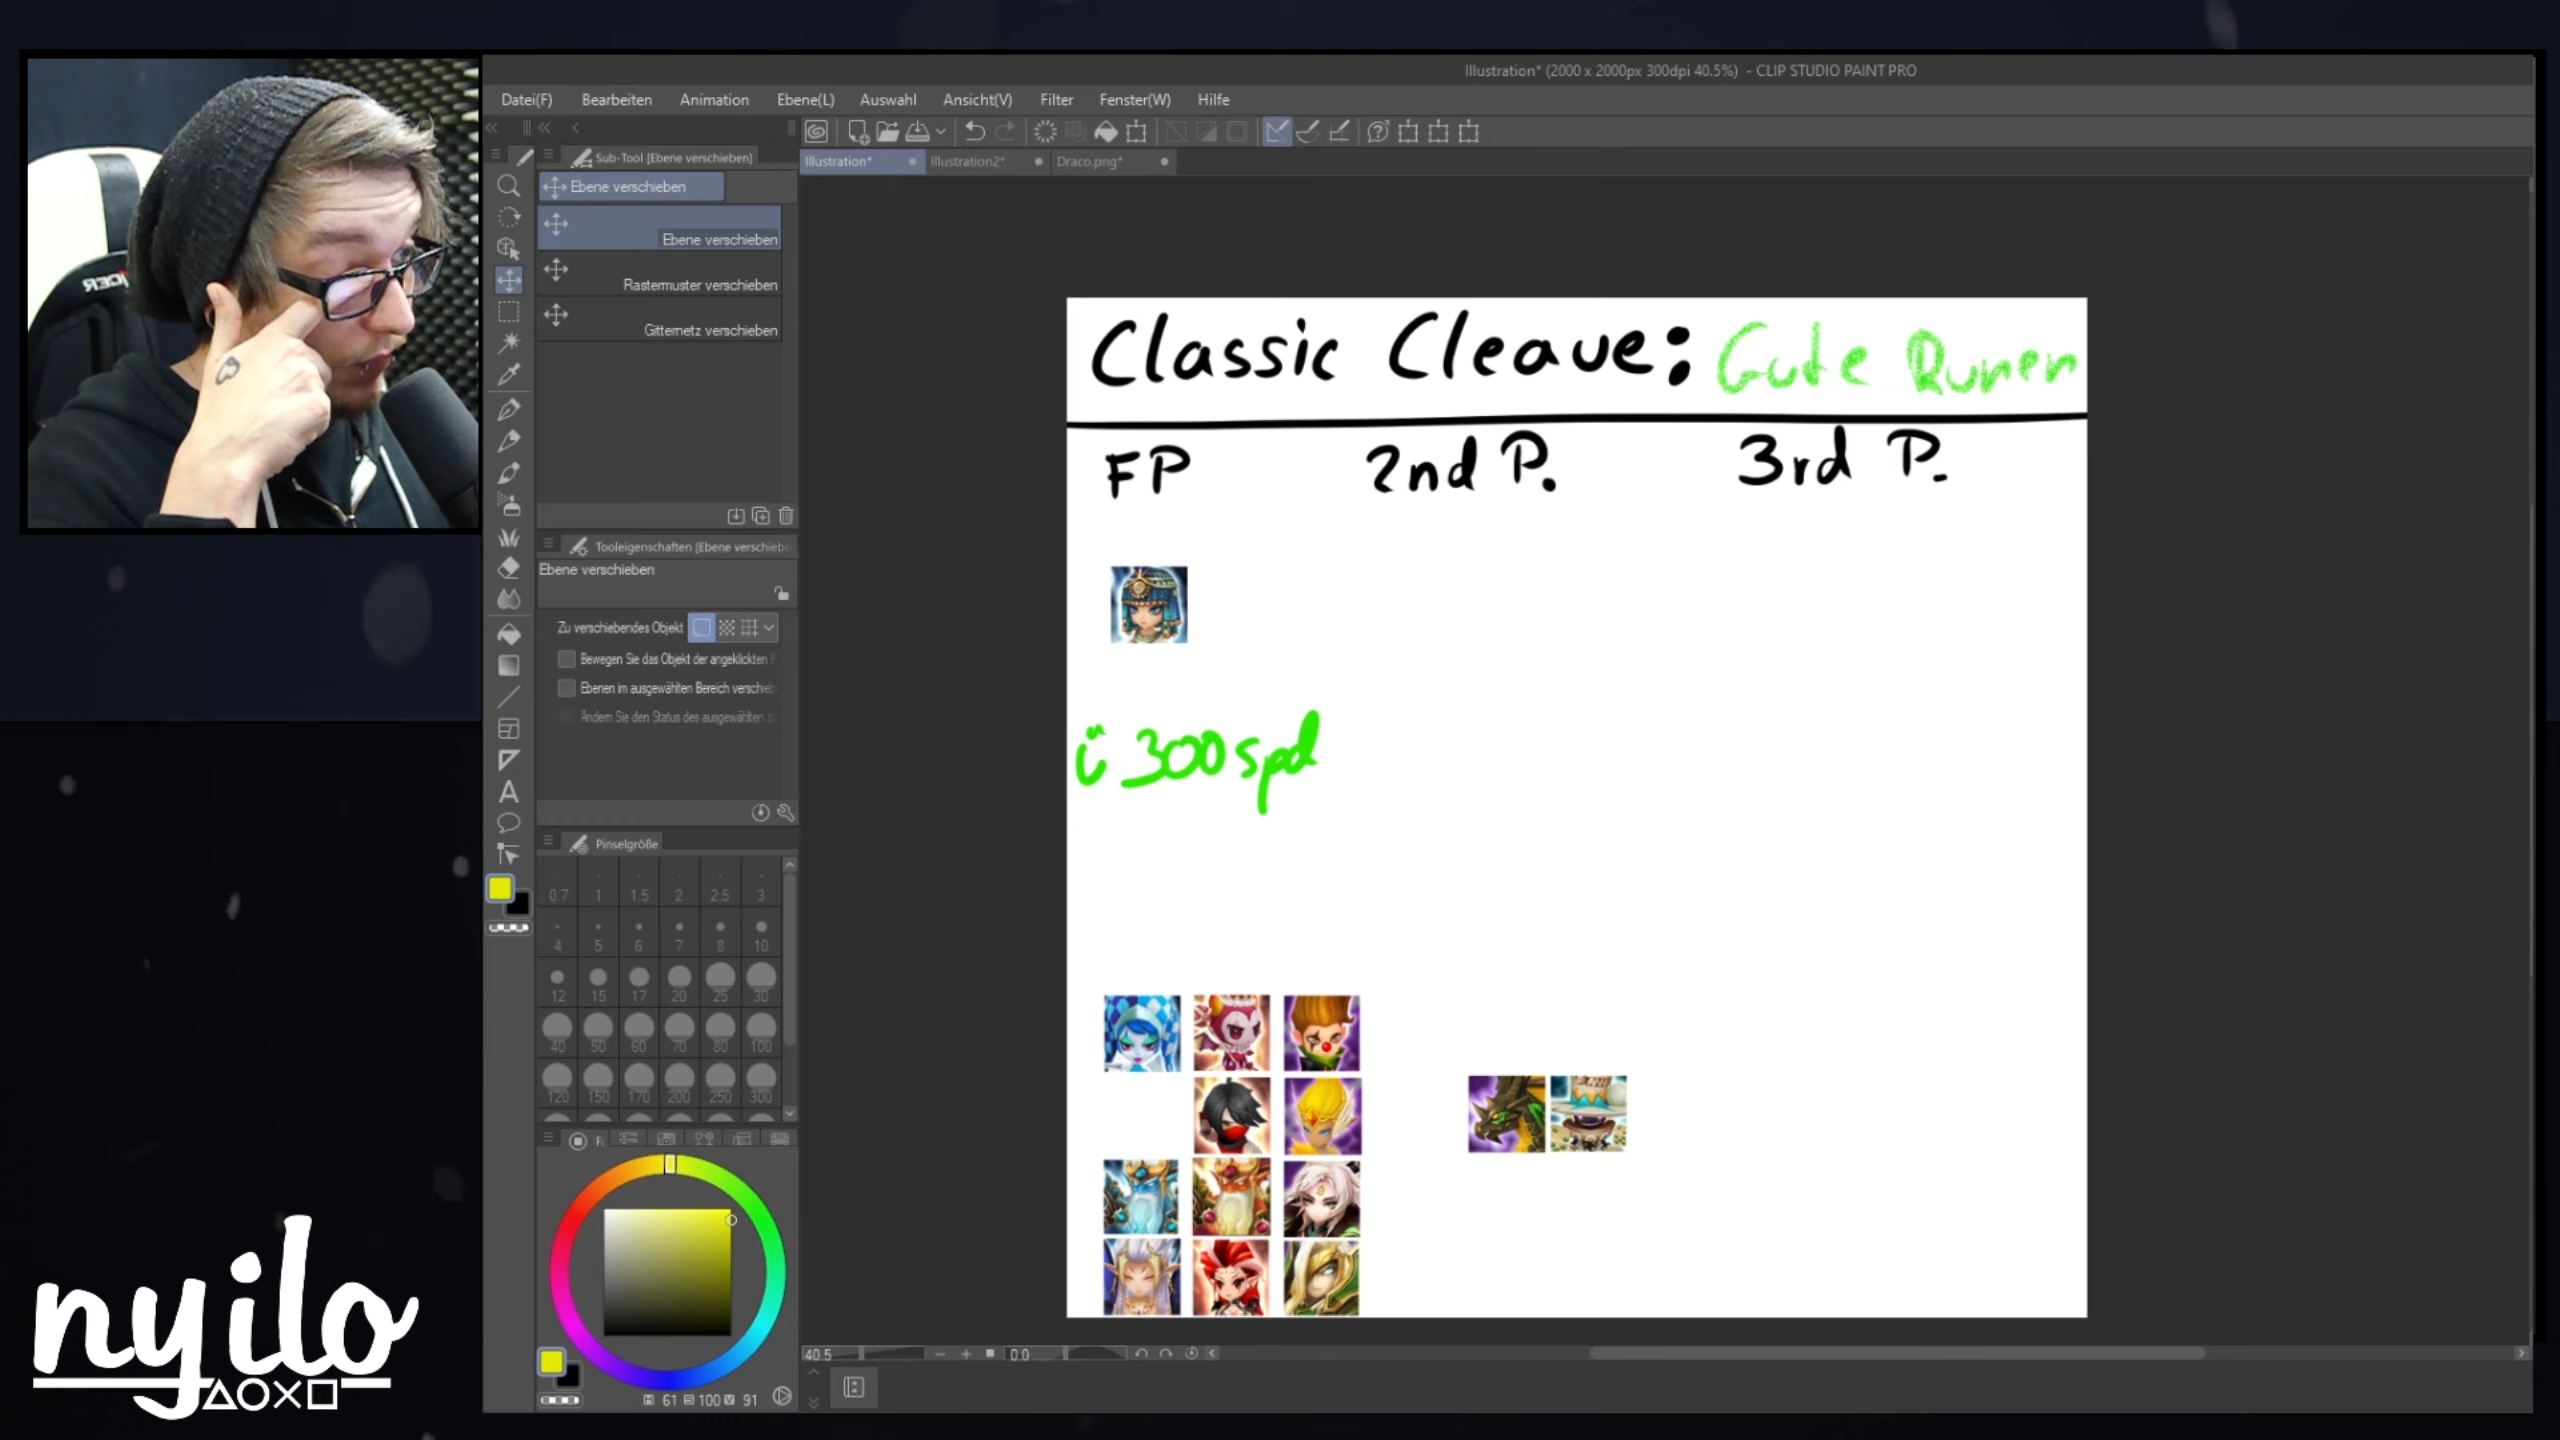 Illustration* (2000 x 2000px 300dpi 40.5%) - CLIP STUDIO PAINT PRO
Datei(F) Bearbeiten Animation Ebene(L) Auswahl Ansicht(V) Filter Fenster(W) Hilfe
Sub-Tool [Ebene verschieben]
Illustration* Illustration2* Draco.png*
Ebene verschieben
Ebene verschieben
Rastermuster verschieben
Gitternetz verschieben
Classic Cleave: Gute Runen
FP 2nd P. 3rd P.
Tooleigenschaften [Ebene verschiebe
Ebene verschieben
Zu verschiebendes Objekt
Bewegen Sie das Objekt der angeklickten
Ebenen im ausgewählten Bereich verschieb
Ändern Sie den Status des ausgewählten
ü 300 spd
Pinselgröße
0.7 1 1.5 2 2.5 3
4 5 6 7 8 10
12 15 17 20 25 30
40 50 60 70 80 100
120 150 170 200 250 300
40.5 0.0
61 100 91
nyilo